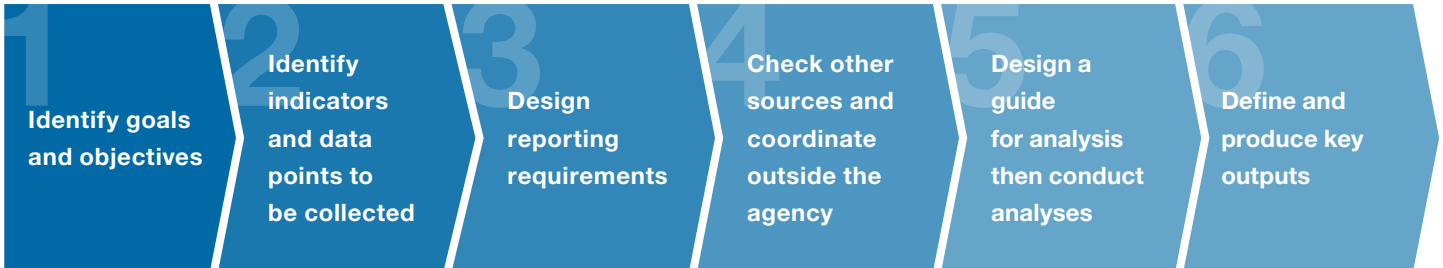 1
Identify goals
and objectives
2
Identify
indicators
and data
points to
be collected
3
Design
reporting
requirements
4
Check other
sources and
coordinate
outside the
agency
5
Design a
guide
for analysis
then conduct
analyses
6
Define and
produce key
outputs